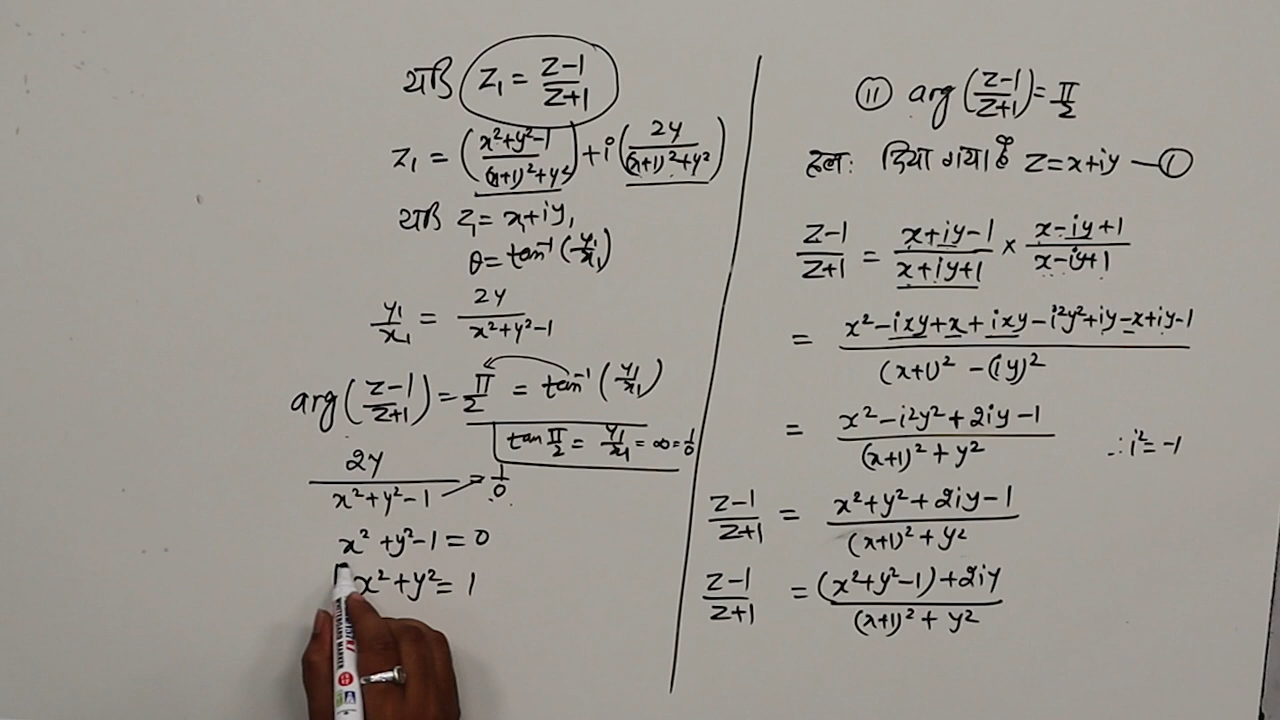 (ii) arg((z-1)/(z+1)) = π/2
हल: दिया गया है z=x+iy —①
(z-1)/(z+1) = (x+iy-1)/(x+iy+1) × (x-iy+1)/(x-iy+1)
= (x²-ixy+x+ixy-i²y²+iy-x+iy-1)/((x+1)² -(iy)²)
= (x²-i²y²+2iy-1)/((x+1)²+y²) ∴ i²=-1
(z-1)/(z+1) = (x²+y²+2iy-1)/((x+1)²+y²)
(z-1)/(z+1) = ((x²+y²-1)+2iy)/((x+1)²+y²)
यदि z₁ = (z-1)/(z+1)
z₁ = ((x²+y²-1)/((x+1)²+y²)) + i(2y/((x+1)²+y²))
यदि z₁ = x₁+iy₁
θ = tan⁻¹(y₁/x₁)
y₁/x₁ = 2y/(x²+y²-1)
arg((z-1)/(z+1)) = π/2 = tan⁻¹(y₁/x₁)
tan π/2 = y₁/x₁ = ∞ = 1/0
2y/(x²+y²-1) = 1/0
x²+y²-1=0
x²+y²=1